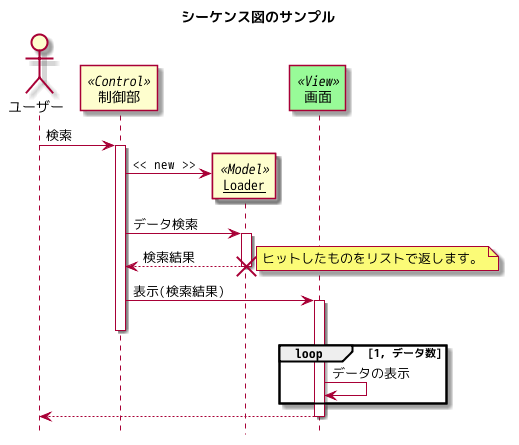 シーケンス図のサンプル
ユーザー
«Control»
制御部
«View»
画面
検索
<< new >>
«Model»
Loader
データ検索
検索結果
ヒットしたものをリストで返します。
表示(検索結果)
loop
[1, データ数]
データの表示